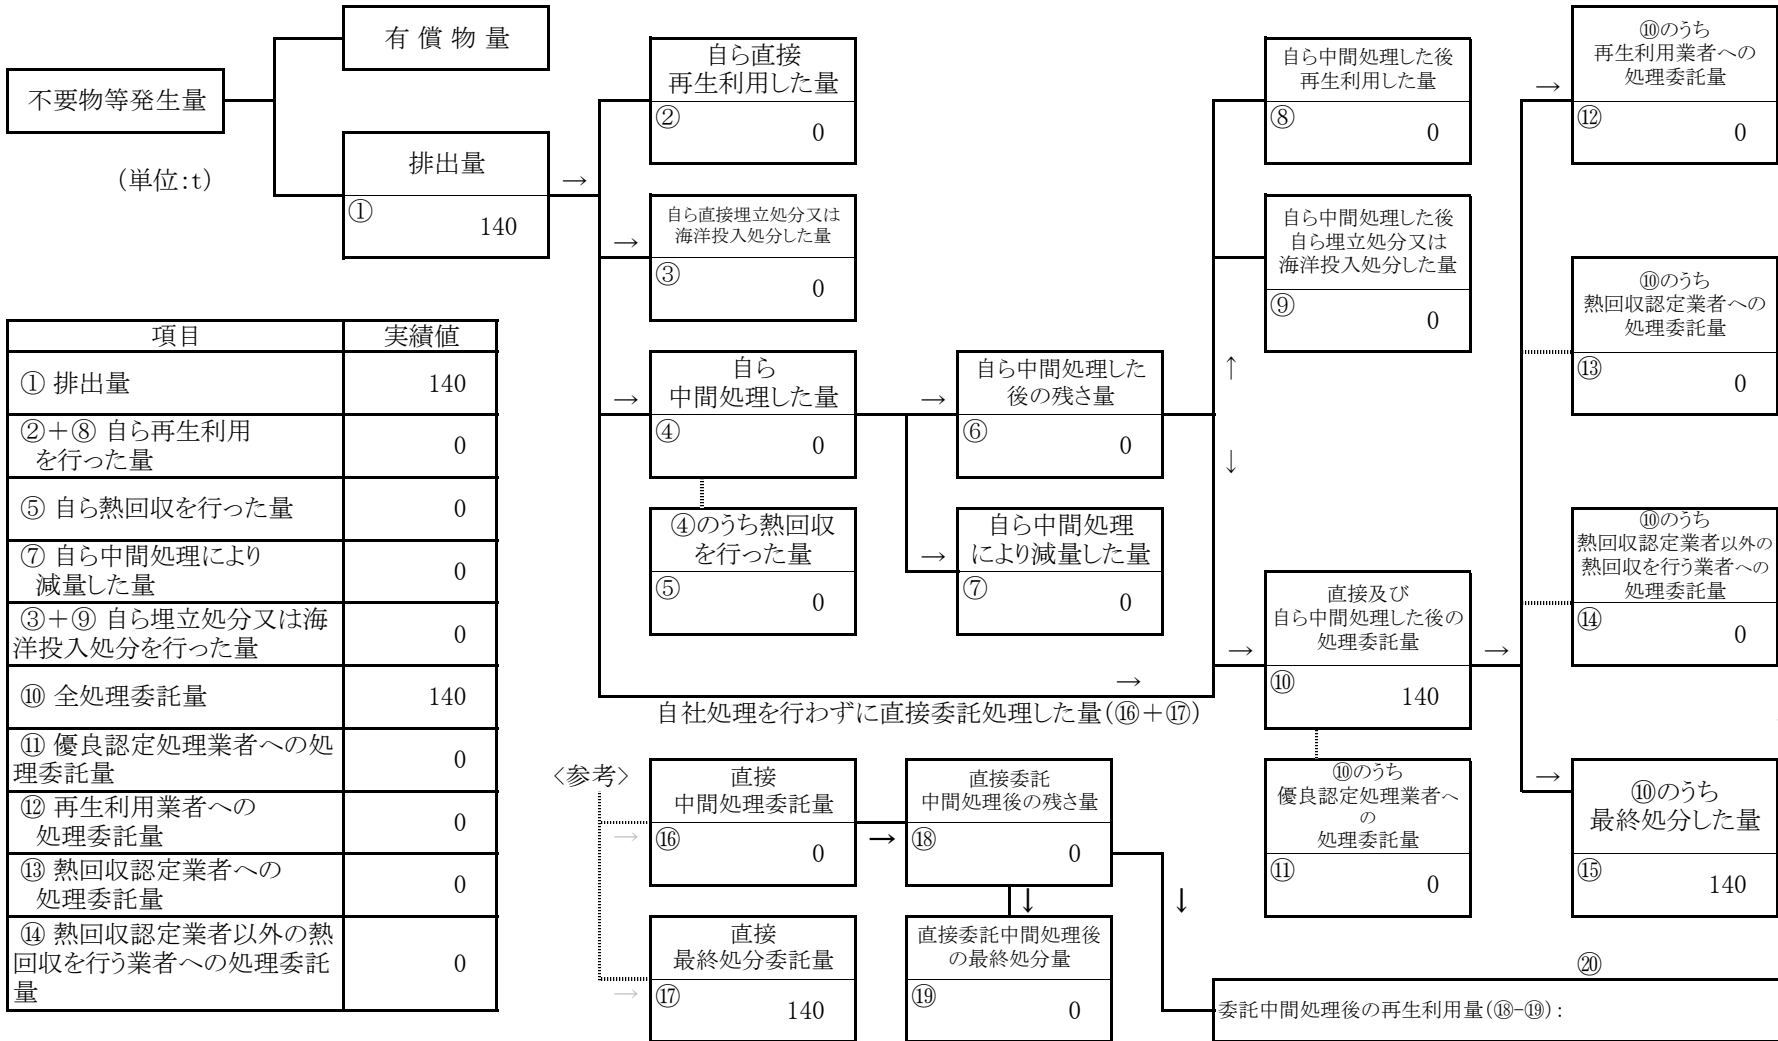 不要物等発生量
(単位:t)
有 償 物 量
排出量
①
140
→
自ら直接
再生利用した量
②
0
→
自ら直接埋立処分又は
海洋投入処分した量
③
0
→
自ら
中間処理した量
④
0
④のうち熱回収
を行った量
⑤
0
→
自ら中間処理した
後の残さ量
⑥
0
→
自ら中間処理
により減量した量
⑦
0
自ら中間処理した後
再生利用した量
⑧
0
自ら中間処理した後
自ら埋立処分又は
海洋投入処分した量
⑨
0
↑
↓
→
自社処理を行わずに直接委託処理した量(⑯+⑰)
→
直接及び
自ら中間処理した後の
処理委託量
⑩
140
→
⑩のうち
優良認定処理業者へ
の
処理委託量
⑪
0
→
⑩のうち
再生利用業者への
処理委託量
⑫
0
⑩のうち
熱回収認定業者への
処理委託量
⑬
0
⑩のうち
熱回収認定業者以外の
熱回収を行う業者への
処理委託量
⑭
0
→
⑩のうち
最終処分した量
⑮
140
項目 実績値
① 排出量 140
②+⑧ 自ら再生利用
を行った量 0
⑤ 自ら熱回収を行った量 0
⑦ 自ら中間処理により
減量した量 0
③+⑨ 自ら埋立処分又は海
洋投入処分を行った量 0
⑩ 全処理委託量 140
⑪ 優良認定処理業者への処
理委託量 0
⑫ 再生利用業者への
処理委託量 0
⑬ 熱回収認定業者への
処理委託量 0
⑭ 熱回収認定業者以外の熱
回収を行う業者への処理委託
量 0
〈参考〉
→
直接
中間処理委託量
⑯
0
→
直接委託
中間処理後の残さ量
⑱
0
↓
↓
→
直接
最終処分委託量
⑰
140
直接委託中間処理後
の最終処分量
⑲
0
⑳
委託中間処理後の再生利用量(⑱-⑲):